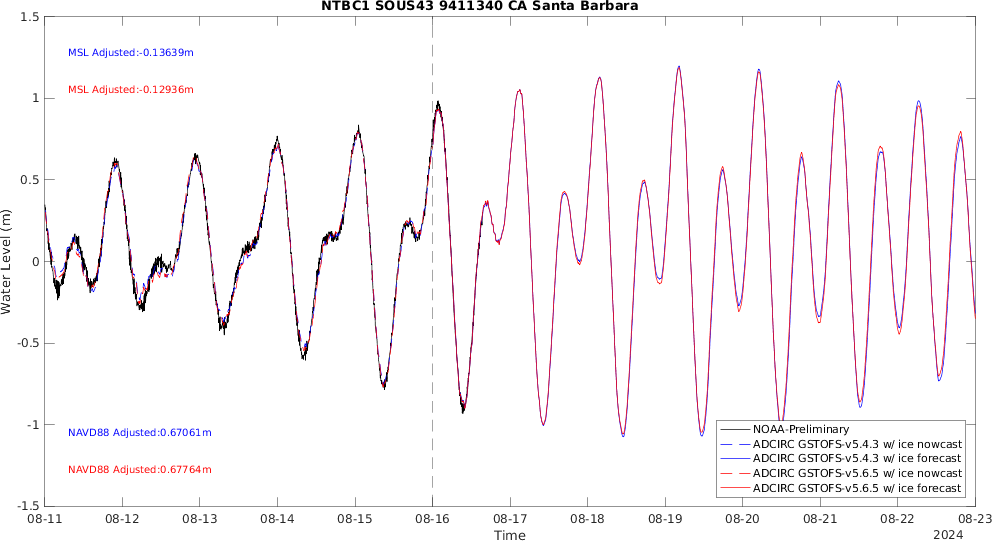 NTBC1 SOUS43 9411340 CA Santa Barbara
1.5
MSL Adjusted:-0.13639m
1
MSL Adjusted:-0.12936m
0.5
Water Level (m)
0
-0.5
-1
NAVD88 Adjusted:0.67061m
NOAA-Preliminary
ADCIRC GSTOFS-v5.4.3 w/ ice nowcast
ADCIRC GSTOFS-v5.4.3 w/ ice forecast
NAVD88 Adjusted:0.67764m
ADCIRC GSTOFS-v5.6.5 w/ ice nowcast
ADCIRC GSTOFS-v5.6.5 w/ ice forecast
-1.5
08-11 08-12 08-13 08-14 08-15 08-16 08-17 08-18 08-19 08-20 08-21 08-22 08-23
Time
2024